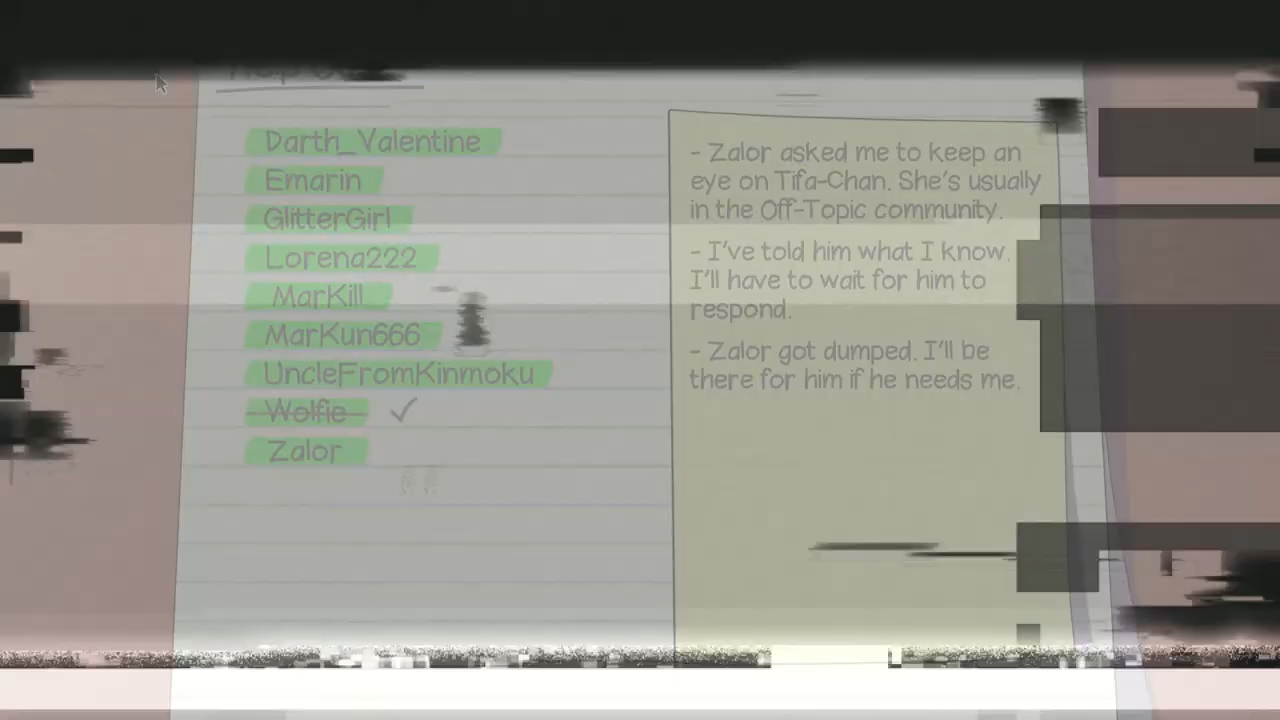 Darth_Valentine
Emarin
GlitterGirl
Lorena222
MarKill
MarKun666
UncleFromKinmoku
Wolfie ✓
Zalor
- Zalor asked me to keep an
eye on Tifa-Chan. She's usually
in the Off-Topic community.
- I've told him what I know.
I'll have to wait for him to
respond.
- Zalor got dumped. I'll be
there for him if he needs me.